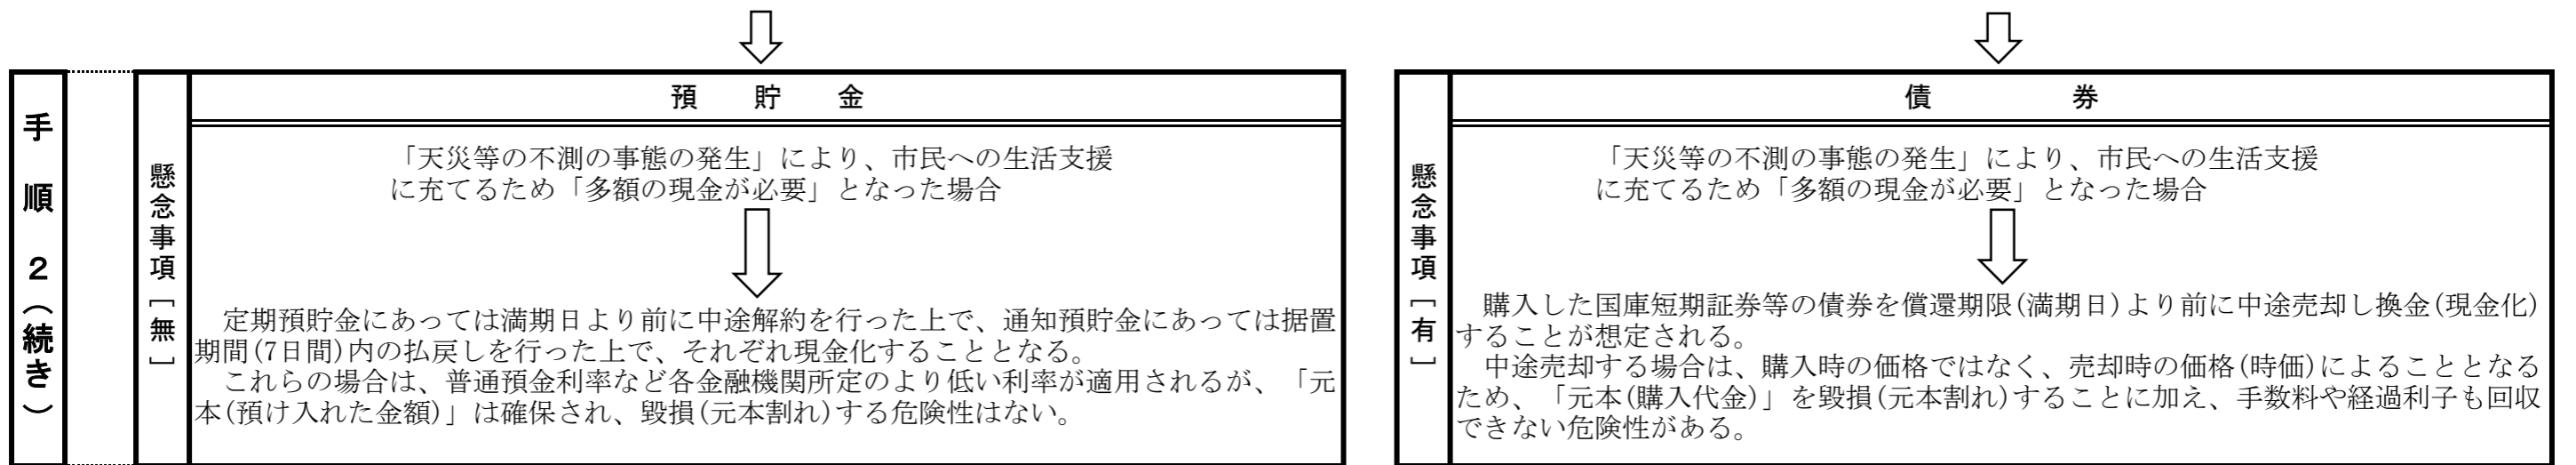 手順２（続き）
懸念事項［無］
預貯金
「天災等の不測の事態の発生」により、市民への生活支援
に充てるため「多額の現金が必要」となった場合
定期預貯金にあっては満期日より前に中途解約を行った上で、通知預貯金にあっては据置
期間(7日間)内の払戻しを行った上で、それぞれ現金化することとなる。
これらの場合は、普通預金利率など各金融機関所定のより低い利率が適用されるが、「元
本(預け入れた金額)」は確保され、毀損(元本割れ)する危険性はない。
懸念事項［有］
債券
「天災等の不測の事態の発生」により、市民への生活支援
に充てるため「多額の現金が必要」となった場合
購入した国庫短期証券等の債券を償還期限(満期日)より前に中途売却し換金(現金化)
することが想定される。
中途売却する場合は、購入時の価格ではなく、売却時の価格(時価)によることとなる
ため、「元本(購入代金)」を毀損(元本割れ)することに加え、手数料や経過利子も回収
できない危険性がある。